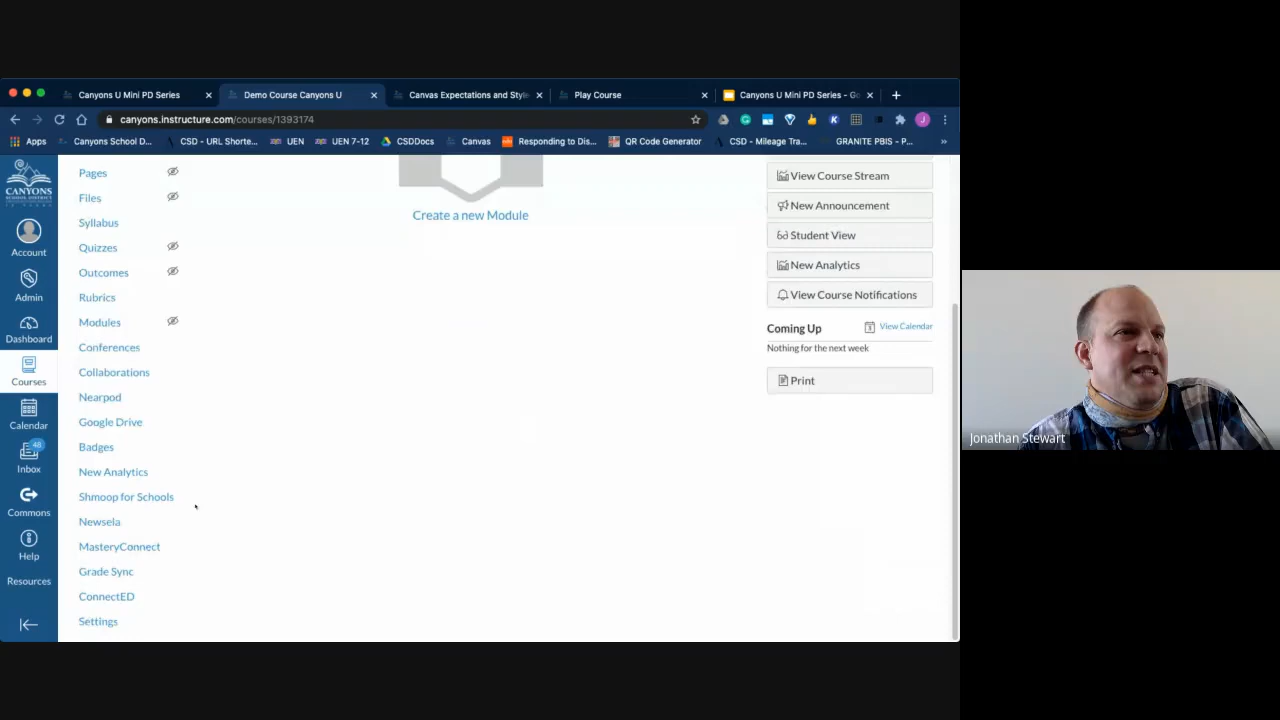 Canyons U Mini PD Series
Demo Course Canyons U
Canvas Expectations and Style
Play Course
Canyons U Mini PD Series - Go
canyons.instructure.com/courses/1393174
J
Apps
Canyons School D...
CSD - URL Shorte...
UEN
UEN 7-12
CSDDocs
Canvas
Responding to Dis...
QR Code Generator
CSD - Mileage Tra...
GRANITE PBIS - P...
»
CANYONS
SCHOOL DISTRICT
Account
Admin
Dashboard
Courses
Calendar
48
Inbox
Commons
Help
Resources
Pages
Files
Syllabus
Quizzes
Outcomes
Rubrics
Modules
Conferences
Collaborations
Nearpod
Google Drive
Badges
New Analytics
Shmoop for Schools
Newsela
MasteryConnect
Grade Sync
ConnectED
Settings
Create a new Module
View Course Stream
New Announcement
Student View
New Analytics
View Course Notifications
Coming Up
View Calendar
Nothing for the next week
Print
Jonathan Stewart